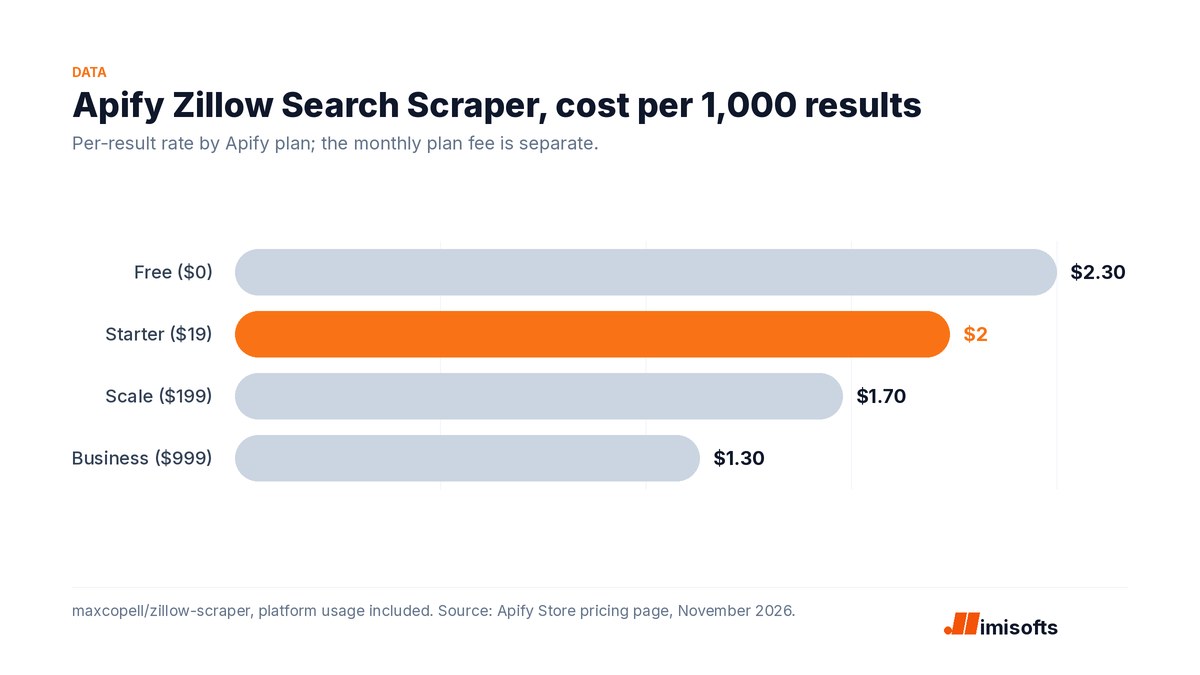 DATA
Apify Zillow Search Scraper, cost per 1,000 results
Per-result rate by Apify plan; the monthly plan fee is separate.
Free ($0) $2.30
Starter ($19) $2
Scale ($199) $1.70
Business ($999) $1.30
maxcopell/zillow-scraper, platform usage included. Source: Apify Store pricing page, November 2026.
imisofts